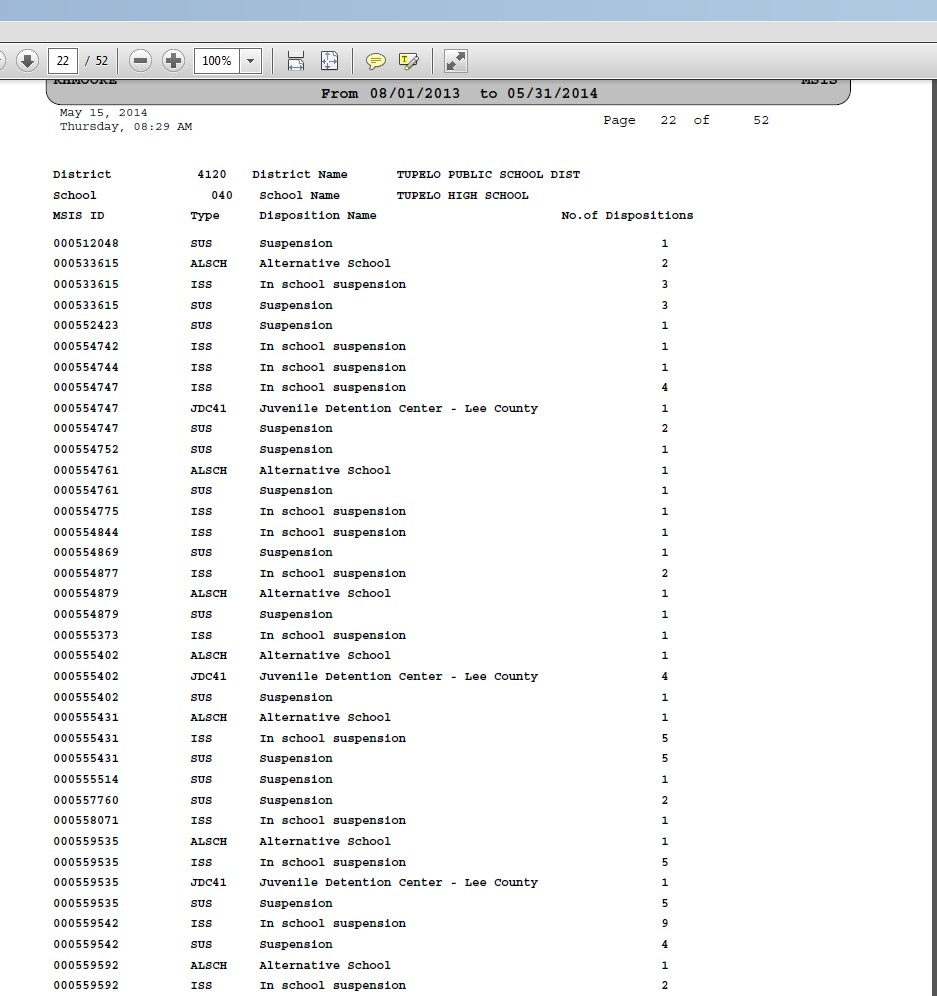 22 / 52 100%
RHMOORE MSIS
From 08/01/2013 to 05/31/2014
May 15, 2014
Thursday, 08:29 AM
Page 22 of 52
District 4120 District Name TUPELO PUBLIC SCHOOL DIST
School 040 School Name TUPELO HIGH SCHOOL
MSIS ID Type Disposition Name No.of Dispositions
000512048 SUS Suspension 1
000533615 ALSCH Alternative School 2
000533615 ISS In school suspension 3
000533615 SUS Suspension 3
000552423 SUS Suspension 1
000554742 ISS In school suspension 1
000554744 ISS In school suspension 1
000554747 ISS In school suspension 4
000554747 JDC41 Juvenile Detention Center - Lee County 1
000554747 SUS Suspension 2
000554752 SUS Suspension 1
000554761 ALSCH Alternative School 1
000554761 SUS Suspension 1
000554775 ISS In school suspension 1
000554844 ISS In school suspension 1
000554869 SUS Suspension 1
000554877 ISS In school suspension 2
000554879 ALSCH Alternative School 1
000554879 SUS Suspension 1
000555373 ISS In school suspension 1
000555402 ALSCH Alternative School 1
000555402 JDC41 Juvenile Detention Center - Lee County 4
000555402 SUS Suspension 1
000555431 ALSCH Alternative School 1
000555431 ISS In school suspension 5
000555431 SUS Suspension 5
000555514 SUS Suspension 1
000557760 SUS Suspension 2
000558071 ISS In school suspension 1
000559535 ALSCH Alternative School 1
000559535 ISS In school suspension 5
000559535 JDC41 Juvenile Detention Center - Lee County 1
000559535 SUS Suspension 5
000559542 ISS In school suspension 9
000559542 SUS Suspension 4
000559592 ALSCH Alternative School 1
000559592 ISS In school suspension 2